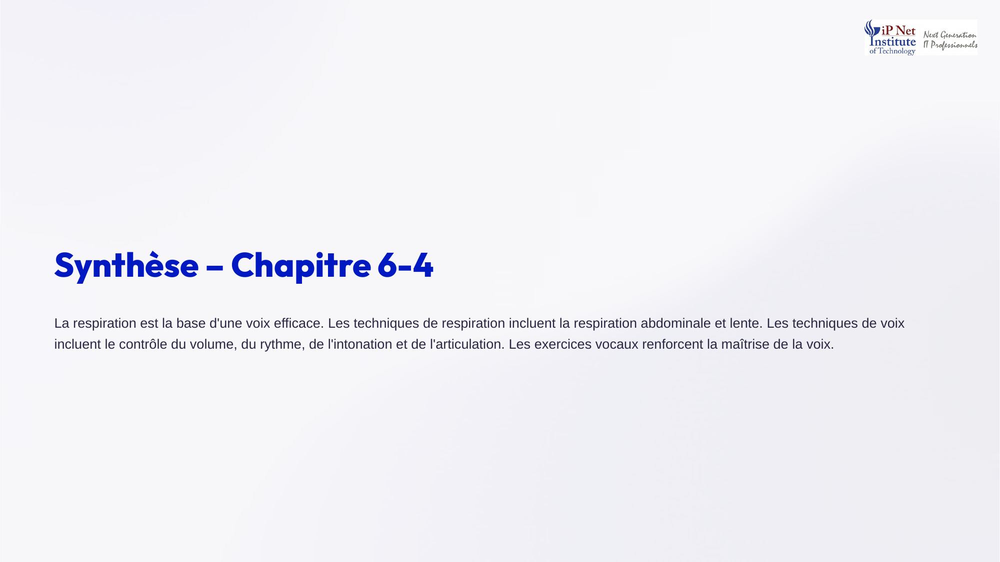 iP Net
Institute
of Technology
Next Generation
IT Professionnels
Synthèse – Chapitre 6-4
La respiration est la base d'une voix efficace. Les techniques de respiration incluent la respiration abdominale et lente. Les techniques de voix
incluent le contrôle du volume, du rythme, de l'intonation et de l'articulation. Les exercices vocaux renforcent la maîtrise de la voix.